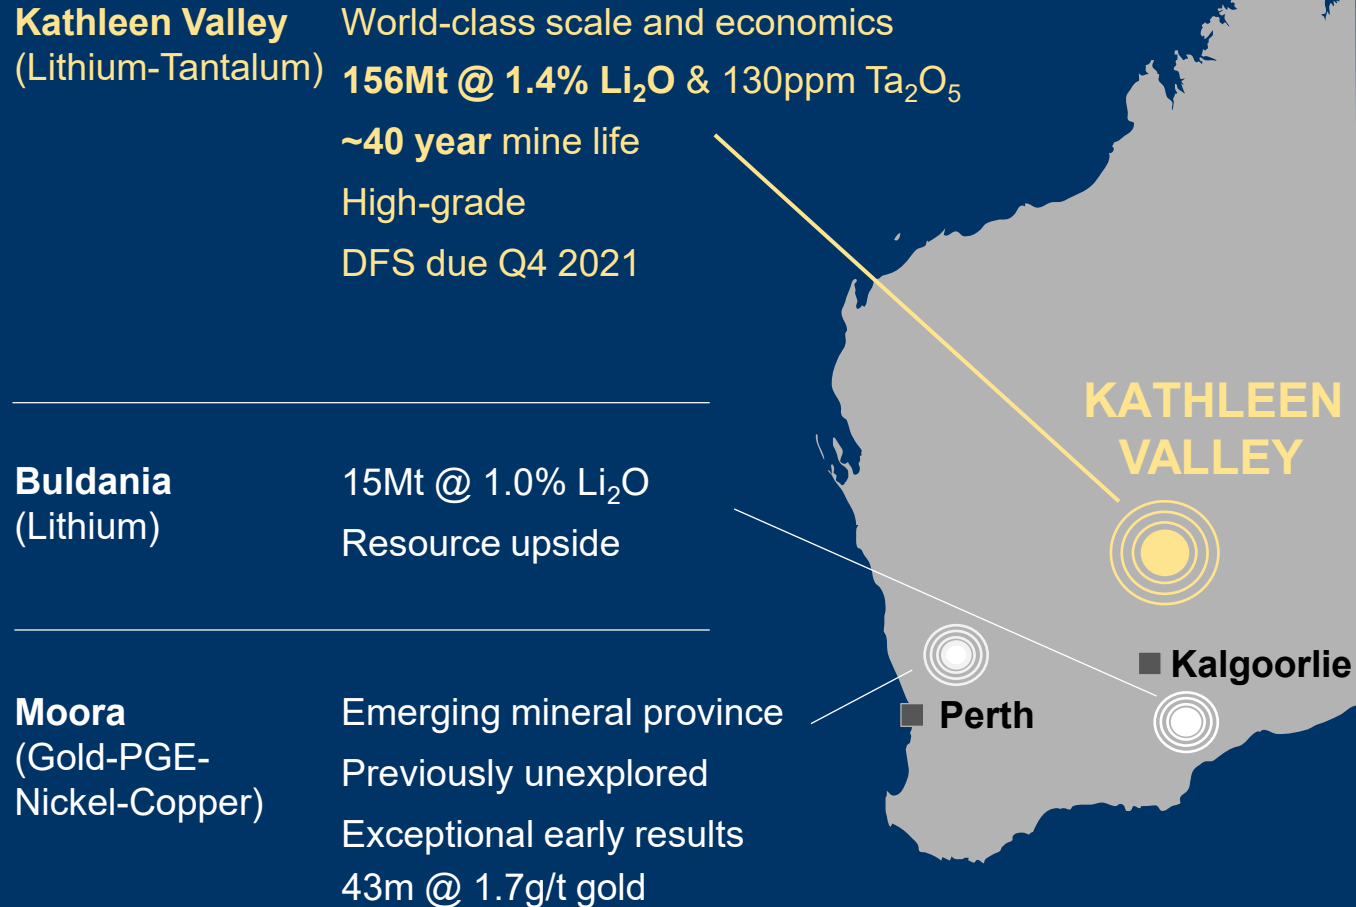 Kathleen Valley
(Lithium-Tantalum)
World-class scale and economics
156Mt @ 1.4% Li₂O & 130ppm Ta₂O₅
~40 year mine life
High-grade
DFS due Q4 2021
KATHLEEN
VALLEY
Buldania
(Lithium)
15Mt @ 1.0% Li₂O
Resource upside
Kalgoorlie
Perth
Moora
(Gold-PGE-
Nickel-Copper)
Emerging mineral province
Previously unexplored
Exceptional early results
43m @ 1.7g/t gold